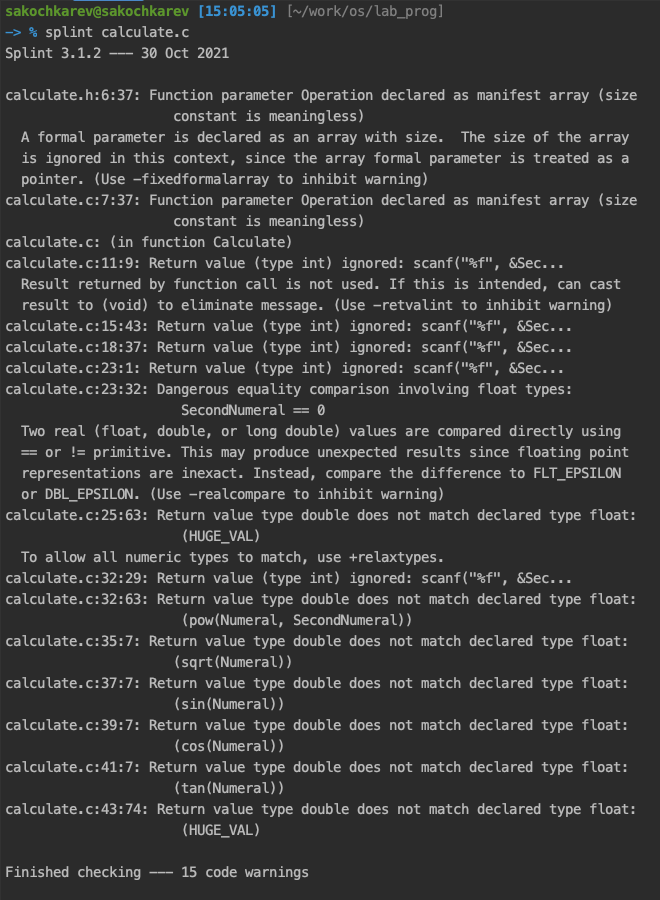 sakochkarev@sakochkarev [15:05:05] [~/work/os/lab_prog]
-> % splint calculate.c
Splint 3.1.2 --- 30 Oct 2021
calculate.h:6:37: Function parameter Operation declared as manifest array (size
constant is meaningless)
A formal parameter is declared as an array with size.  The size of the array
is ignored in this context, since the array formal parameter is treated as a
pointer. (Use -fixedformalarray to inhibit warning)
calculate.c:7:37: Function parameter Operation declared as manifest array (size
constant is meaningless)
calculate.c: (in function Calculate)
calculate.c:11:9: Return value (type int) ignored: scanf("%f", &Sec...
Result returned by function call is not used. If this is intended, can cast
result to (void) to eliminate message. (Use -retvalint to inhibit warning)
calculate.c:15:43: Return value (type int) ignored: scanf("%f", &Sec...
calculate.c:18:37: Return value (type int) ignored: scanf("%f", &Sec...
calculate.c:23:1: Return value (type int) ignored: scanf("%f", &Sec...
calculate.c:23:32: Dangerous equality comparison involving float types:
SecondNumeral == 0
Two real (float, double, or long double) values are compared directly using
== or != primitive. This may produce unexpected results since floating point
representations are inexact. Instead, compare the difference to FLT_EPSILON
or DBL_EPSILON. (Use -realcompare to inhibit warning)
calculate.c:25:63: Return value type double does not match declared type float:
(HUGE_VAL)
To allow all numeric types to match, use +relaxtypes.
calculate.c:32:29: Return value (type int) ignored: scanf("%f", &Sec...
calculate.c:32:63: Return value type double does not match declared type float:
(pow(Numeral, SecondNumeral))
calculate.c:35:7: Return value type double does not match declared type float:
(sqrt(Numeral))
calculate.c:37:7: Return value type double does not match declared type float:
(sin(Numeral))
calculate.c:39:7: Return value type double does not match declared type float:
(cos(Numeral))
calculate.c:41:7: Return value type double does not match declared type float:
(tan(Numeral))
calculate.c:43:74: Return value type double does not match declared type float:
(HUGE_VAL)
Finished checking --- 15 code warnings